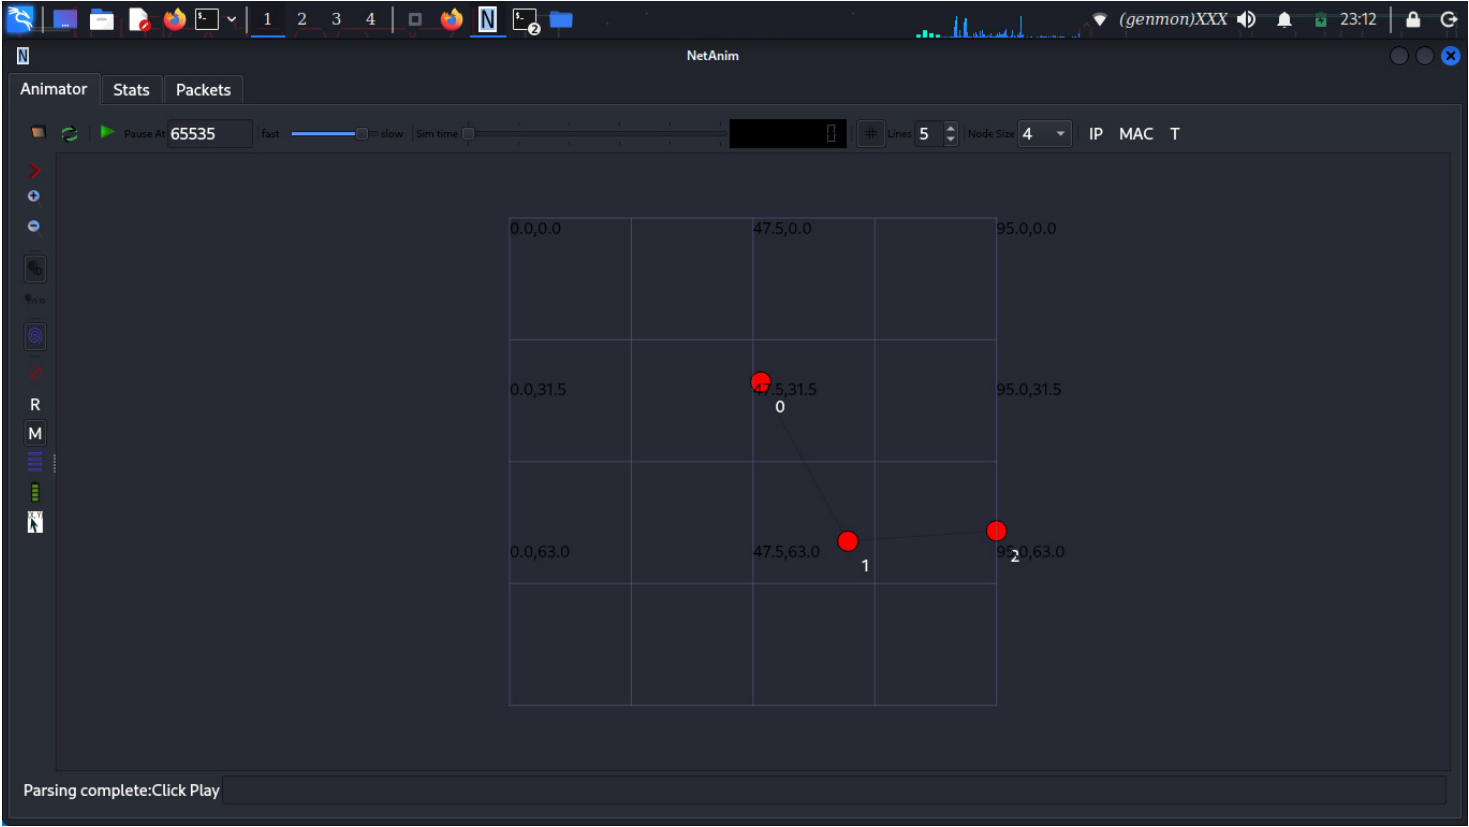 1 2 3 4 2 (genmon)XXX 23:12
NetAnim
Animator Stats Packets
Pause At 65535 fast slow Sim time 0 # Lines 5 Node Size 4 IP MAC T
0.0,0.0 47.5,0.0 95.0,0.0
0.0,31.5 47.5,31.5 95.0,31.5
0
R
M
0.0,63.0 47.5,63.0 95.0,63.0
1 2
Parsing complete:Click Play